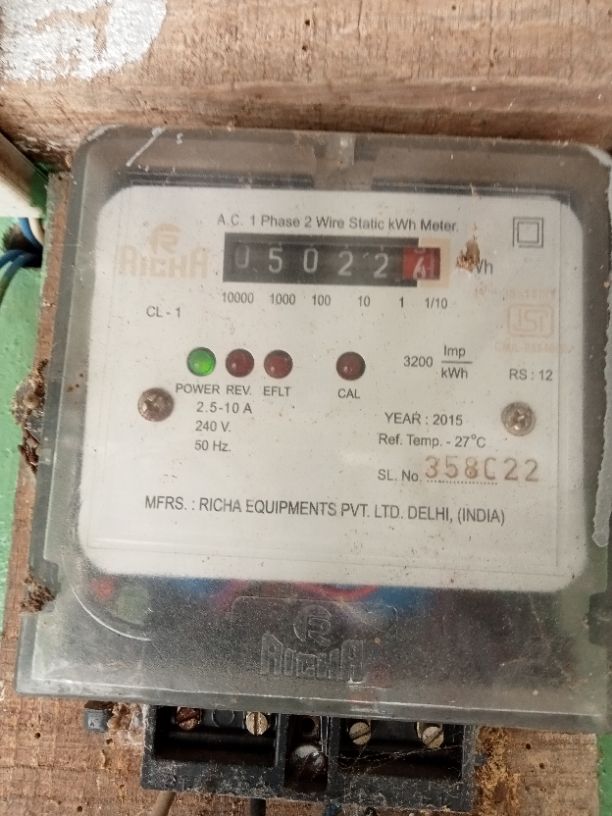 A.C. 1 Phase 2 Wire Static kWh Meter.
RICHA
05022
10000 1000 100 10 1 1/10
CL - 1
3200 Imp
kWh
RS : 12
POWER REV. EFLT CAL
2.5-10 A
240 V.
50 Hz.
YEAR : 2015
Ref. Temp. - 27°C
SL. No. 358C22
MFRS. : RICHA EQUIPMENTS PVT. LTD. DELHI, (INDIA)
RICHA